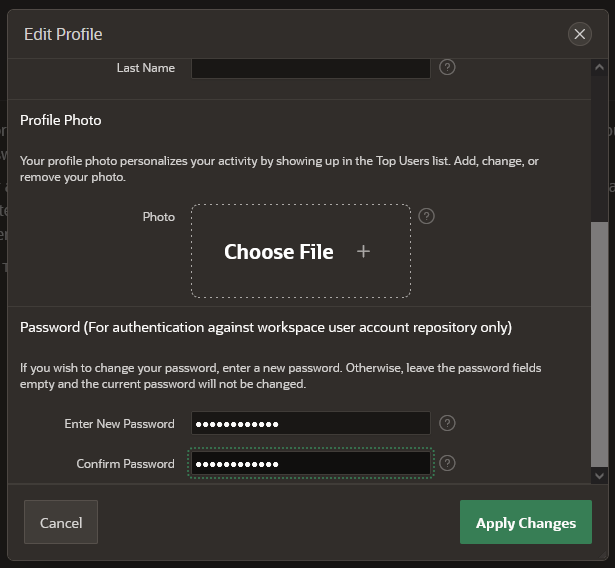 Edit Profile
Last Name
Profile Photo
Your profile photo personalizes your activity by showing up in the Top Users list. Add, change, or
remove your photo.
Photo
Choose File +
Password (For authentication against workspace user account repository only)
If you wish to change your password, enter a new password. Otherwise, leave the password fields
empty and the current password will not be changed.
Enter New Password ••••••••••••
Confirm Password ••••••••••••
Cancel
Apply Changes